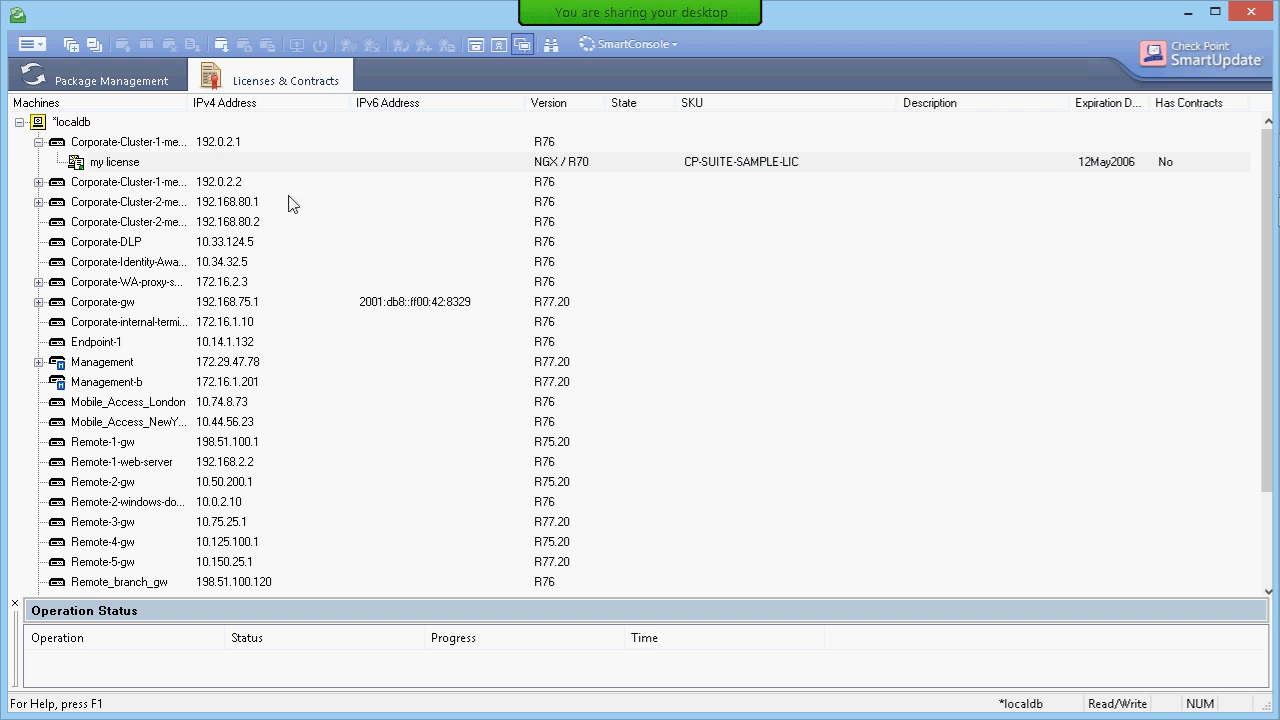 You are sharing your desktop
SmartConsole
Check Point
SmartUpdate
Package Management Licenses & Contracts
Machines IPv4 Address IPv6 Address Version State SKU Description Expiration D... Has Contracts
*localdb
Corporate-Cluster-1-me... 192.0.2.1 R76
my license NGX / R70 CP-SUITE-SAMPLE-LIC 12May2006 No
Corporate-Cluster-1-me... 192.0.2.2 R76
Corporate-Cluster-2-me... 192.168.80.1 R76
Corporate-Cluster-2-me... 192.168.80.2 R76
Corporate-DLP 10.33.124.5 R76
Corporate-Identity-Awa... 10.34.32.5 R76
Corporate-WA-proxy-s... 172.16.2.3 R76
Corporate-gw 192.168.75.1 2001:db8::ff00:42:8329 R77.20
Corporate-internal-termi... 172.16.1.10 R76
Endpoint-1 10.14.1.132 R76
Management 172.29.47.78 R77.20
Management-b 172.16.1.201 R77.20
Mobile_Access_London 10.74.8.73 R76
Mobile_Access_NewY... 10.44.56.23 R76
Remote-1-gw 198.51.100.1 R75.20
Remote-1-web-server 192.168.2.2 R76
Remote-2-gw 10.50.200.1 R75.20
Remote-2-windows-do... 10.0.2.10 R76
Remote-3-gw 10.75.25.1 R77.20
Remote-4-gw 10.125.100.1 R75.20
Remote-5-gw 10.150.25.1 R77.20
Remote_branch_gw 198.51.100.120 R76
Operation Status
Operation Status Progress Time
For Help, press F1 *localdb Read/Write NUM